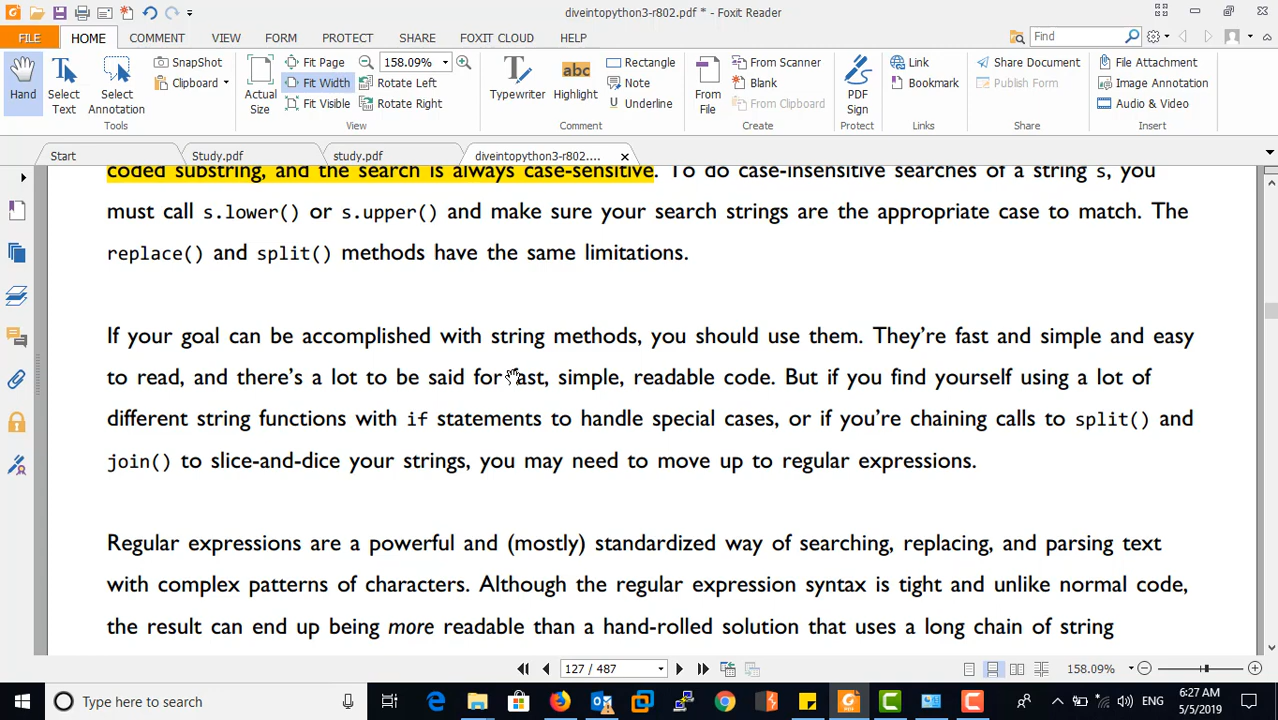 diveintopython3-r802.pdf * - Foxit Reader
FILE HOME COMMENT VIEW FORM PROTECT SHARE FOXIT CLOUD HELP Find
Hand Select Text Select Annotation SnapShot Clipboard Tools
Actual Size Fit Page Fit Width Fit Visible 158.09% Rotate Left Rotate Right View
Typewriter Highlight Rectangle Note Underline Comment
From File From Scanner Blank From Clipboard Create
PDF Sign Protect
Link Bookmark Links
Share Document Publish Form Share
File Attachment Image Annotation Audio & Video Insert
Start Study.pdf study.pdf diveintopython3-r802....
coded substring, and the search is always case-sensitive. To do case-insensitive searches of a string s, you
must call s.lower() or s.upper() and make sure your search strings are the appropriate case to match. The
replace() and split() methods have the same limitations.
If your goal can be accomplished with string methods, you should use them. They’re fast and simple and easy
to read, and there’s a lot to be said for fast, simple, readable code. But if you find yourself using a lot of
different string functions with if statements to handle special cases, or if you’re chaining calls to split() and
join() to slice-and-dice your strings, you may need to move up to regular expressions.
Regular expressions are a powerful and (mostly) standardized way of searching, replacing, and parsing text
with complex patterns of characters. Although the regular expression syntax is tight and unlike normal code,
the result can end up being more readable than a hand-rolled solution that uses a long chain of string
127 / 487 158.09%
Type here to search ENG 6:27 AM
5/5/2019